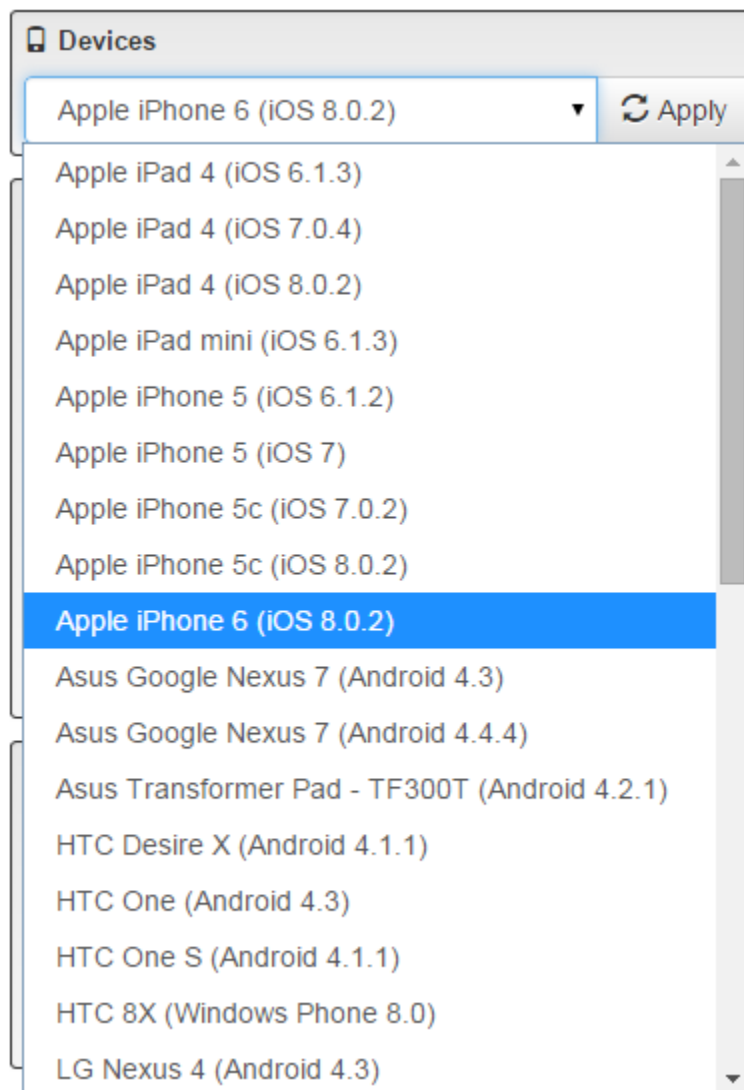 Devices
Apple iPhone 6 (iOS 8.0.2)
Apply
Apple iPad 4 (iOS 6.1.3)
Apple iPad 4 (iOS 7.0.4)
Apple iPad 4 (iOS 8.0.2)
Apple iPad mini (iOS 6.1.3)
Apple iPhone 5 (iOS 6.1.2)
Apple iPhone 5 (iOS 7)
Apple iPhone 5c (iOS 7.0.2)
Apple iPhone 5c (iOS 8.0.2)
Apple iPhone 6 (iOS 8.0.2)
Asus Google Nexus 7 (Android 4.3)
Asus Google Nexus 7 (Android 4.4.4)
Asus Transformer Pad - TF300T (Android 4.2.1)
HTC Desire X (Android 4.1.1)
HTC One (Android 4.3)
HTC One S (Android 4.1.1)
HTC 8X (Windows Phone 8.0)
LG Nexus 4 (Android 4.3)